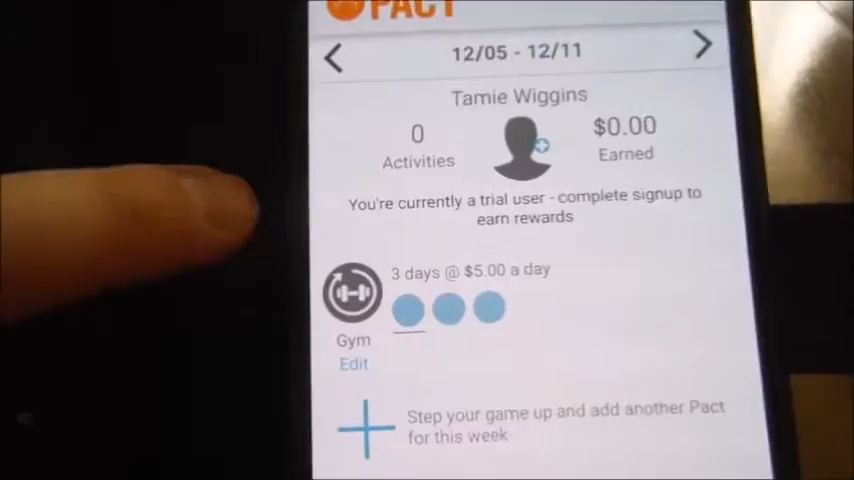 PACT
12/05 - 12/11
Tamie Wiggins
0
Activities
$0.00
Earned
You're currently a trial user - complete signup to
earn rewards
3 days @ $5.00 a day
Gym
Edit
Step your game up and add another Pact
for this week